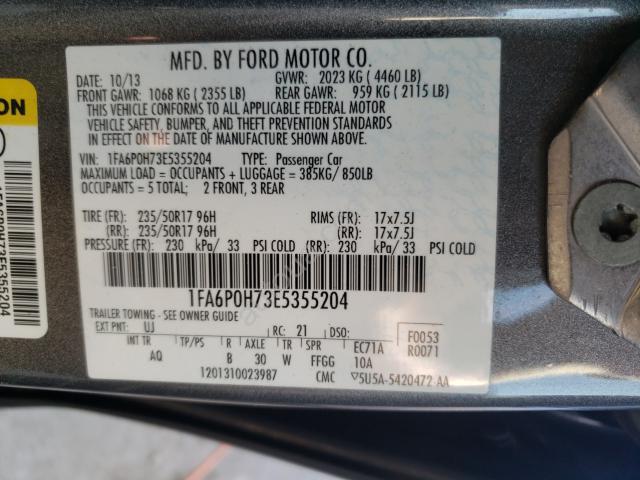 MFD. BY FORD MOTOR CO.
DATE: 10/13 GVWR: 2023 KG ( 4460 LB)
FRONT GAWR: 1068 KG ( 2355 LB) REAR GAWR: 959 KG ( 2115 LB)
THIS VEHICLE CONFORMS TO ALL APPLICABLE FEDERAL MOTOR
VEHICLE SAFETY, BUMPER, AND THEFT PREVENTION STANDARDS
IN EFFECT ON THE DATE OF MANUFACTURE SHOWN ABOVE.
VIN: 1FA6P0H73E5355204 TYPE: Passenger Car
MAXIMUM LOAD = OCCUPANTS + LUGGAGE = 385KG/ 850LB
OCCUPANTS = 5 TOTAL; 2 FRONT, 3 REAR
TIRE (FR): 235/50R17 96H RIMS (FR): 17x7.5J
(RR): 235/50R17 96H (RR): 17x7.5J
PRESSURE (FR): 230 kPa/ 33 PSI COLD (RR): 230 kPa/ 33 PSI COLD
1FA6P0H73E5355204
TRAILER TOWING - SEE OWNER GUIDE
EXT PNT: UJ RC: 21 DSO: F0053
INT TR TP/PS R AXLE TR SPR EC71A R0071
AQ B 30 W FFGG 10A
1201310023987 CMC ▽5U5A-5420472 AA
1FA6P0H73E5355204